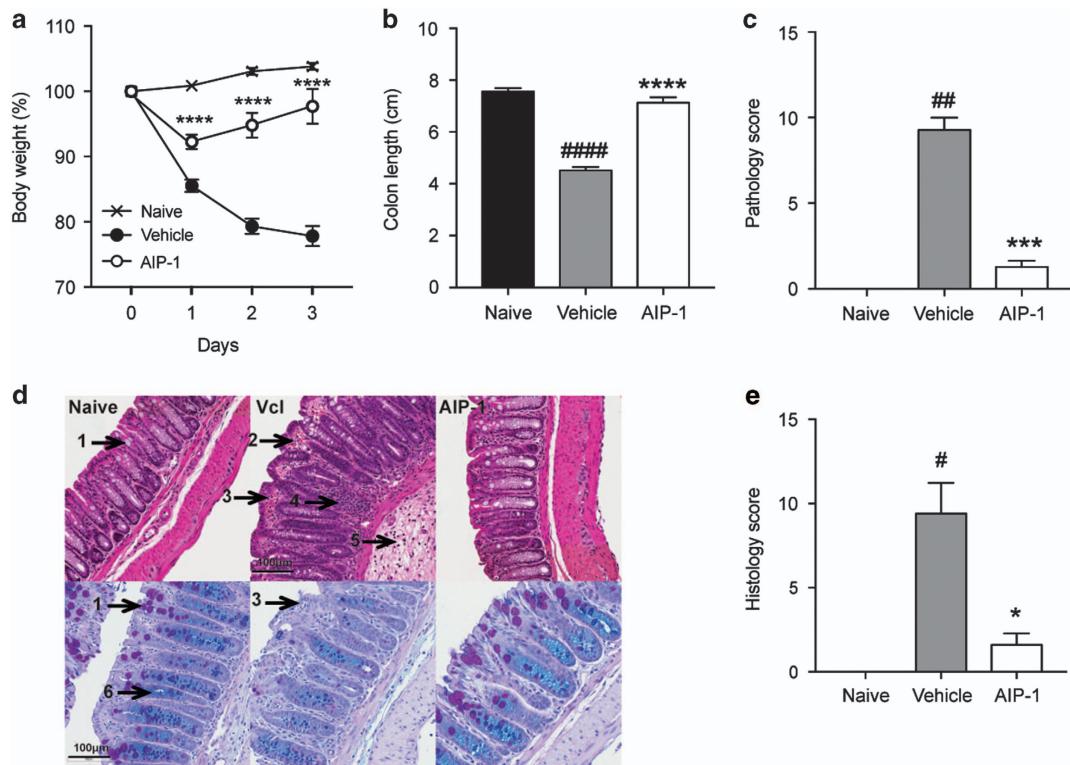 a
110
100
90
80
70
Body weight (%)
****
****
****
Naive
Vehicle
AIP-1
0 1 2 3
Days
b
10
8
6
4
2
0
Colon length (cm)
####
****
Naive Vehicle AIP-1
c
15
10
5
0
Pathology score
##
***
Naive Vehicle AIP-1
d
Naive
Vcl
AIP-1
1
2
3
4
5
100µm
1
3
6
100µm
e
15
10
5
0
Histology score
#
*
Naive Vehicle AIP-1